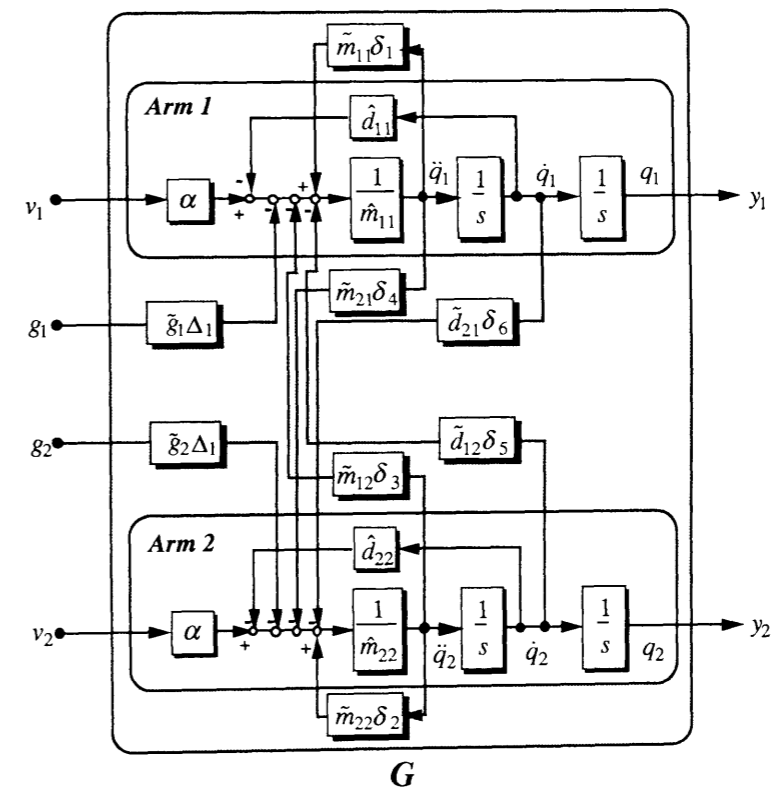 m̃₁₁δ₁
Arm 1
d̂₁₁
v₁ α - + - - + - 1/m̂₁₁ q̈₁ 1/s q̇₁ 1/s q₁ y₁
m̃₂₁δ₄
g₁ g̃₁Δ₁ d̃₂₁δ₆
g₂ g̃₂Δ₁ d̃₁₂δ₅
m̃₁₂δ₃
Arm 2
d̂₂₂
v₂ α - + - - - + 1/m̂₂₂ q̈₂ 1/s q̇₂ 1/s q₂ y₂
m̃₂₂δ₂
G